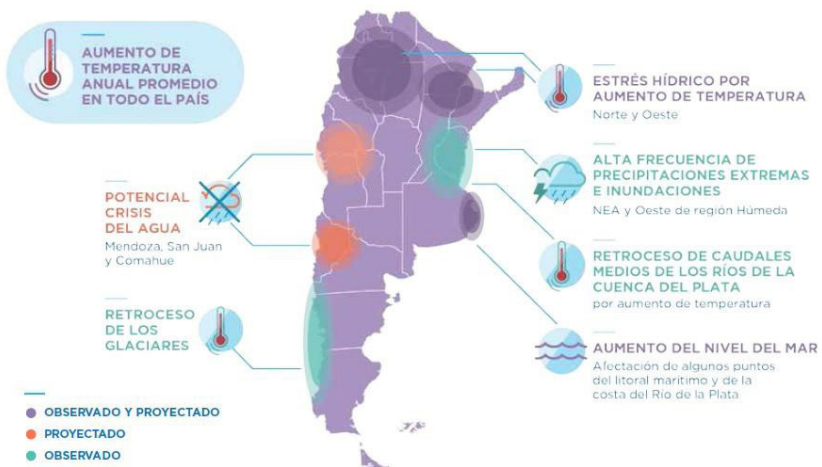 AUMENTO DE
TEMPERATURA
ANUAL PROMEDIO
EN TODO EL PAÍS
POTENCIAL
CRISIS
DEL AGUA
Mendoza, San Juan
y Comahue
RETROCESO
DE LOS
GLACIARES
ESTRÉS HÍDRICO POR
AUMENTO DE TEMPERATURA
Norte y Oeste
ALTA FRECUENCIA DE
PRECIPITACIONES EXTREMAS
E INUNDACIONES
NEA y Oeste de región Húmeda
RETROCESO DE CAUDALES
MEDIOS DE LOS RÍOS DE LA
CUENCA DEL PLATA
por aumento de temperatura
AUMENTO DEL NIVEL DEL MAR
Afectación de algunos puntos
del litoral marítimo y de la
costa del Río de la Plata
OBSERVADO Y PROYECTADO
PROYECTADO
OBSERVADO